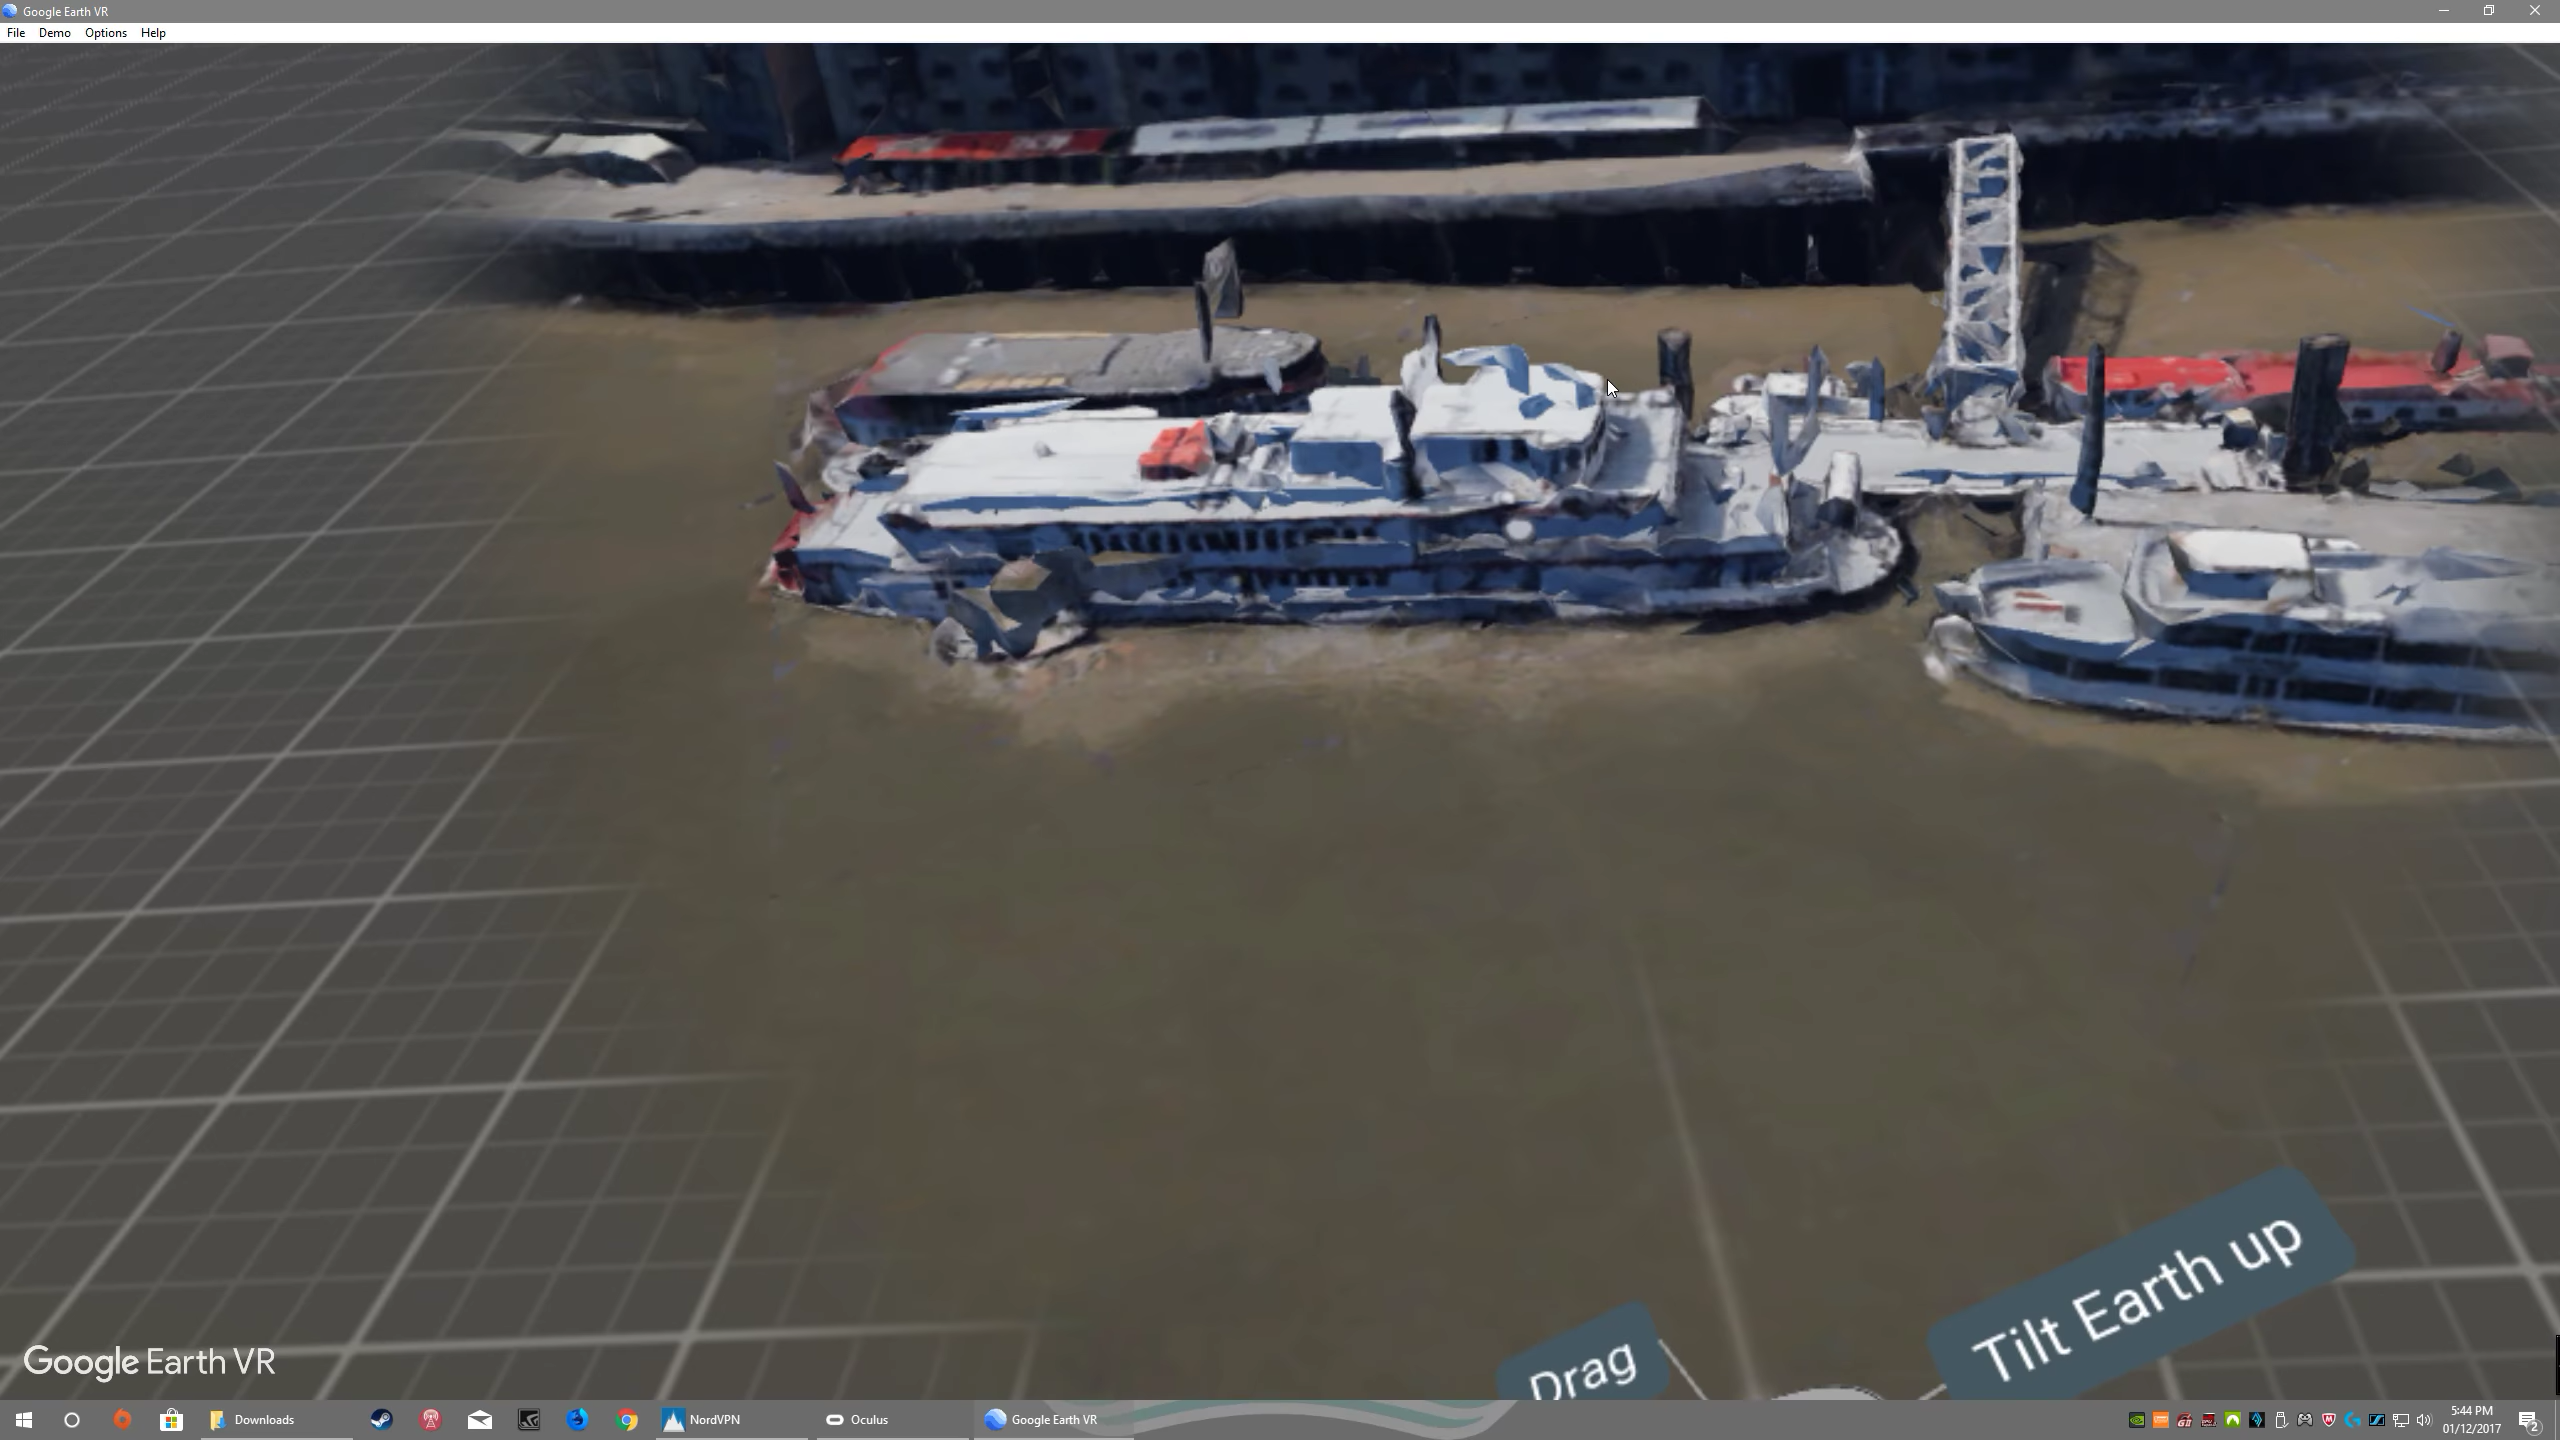 Google Earth VR
File Demo Options Help
Tilt Earth up
Drag
Google Earth VR
Downloads NordVPN Oculus Google Earth VR
5:44 PM
01/12/2017
2